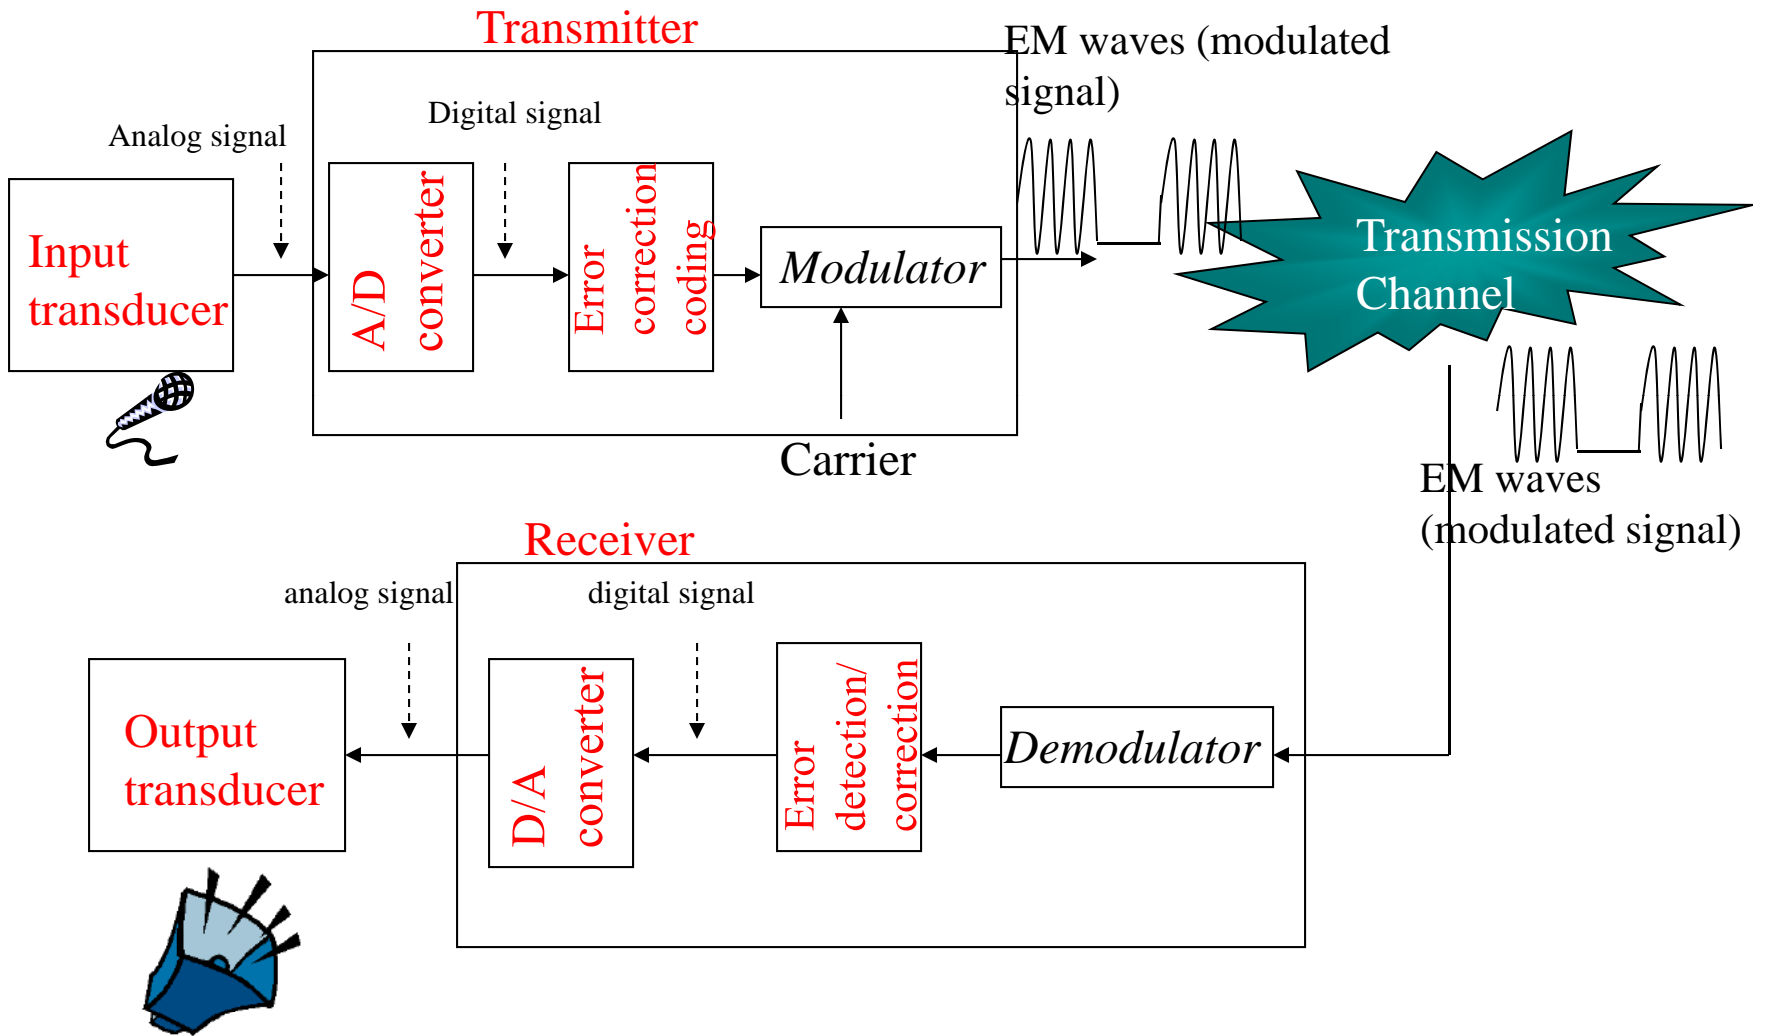 Transmitter
EM waves (modulated
signal)
Analog signal
Digital signal
Input
transducer
A/D
converter
Error
correction
coding
Modulator
Transmission
Channel
Carrier
EM waves
(modulated signal)
Receiver
analog signal
digital signal
Output
transducer
D/A
converter
Error
detection/
correction
Demodulator